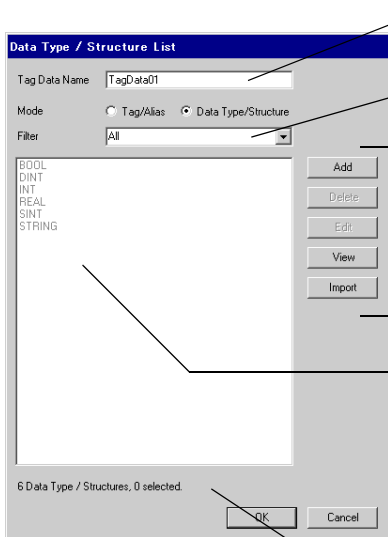 Data Type / Structure List
Tag Data Name TagData01
Mode Tag/Alias Data Type/Structure
Filter All
BOOL
DINT
INT
REAL
SINT
STRING
Add
Delete
Edit
View
Import
6 Data Type / Structures, 0 selected.
OK Cancel